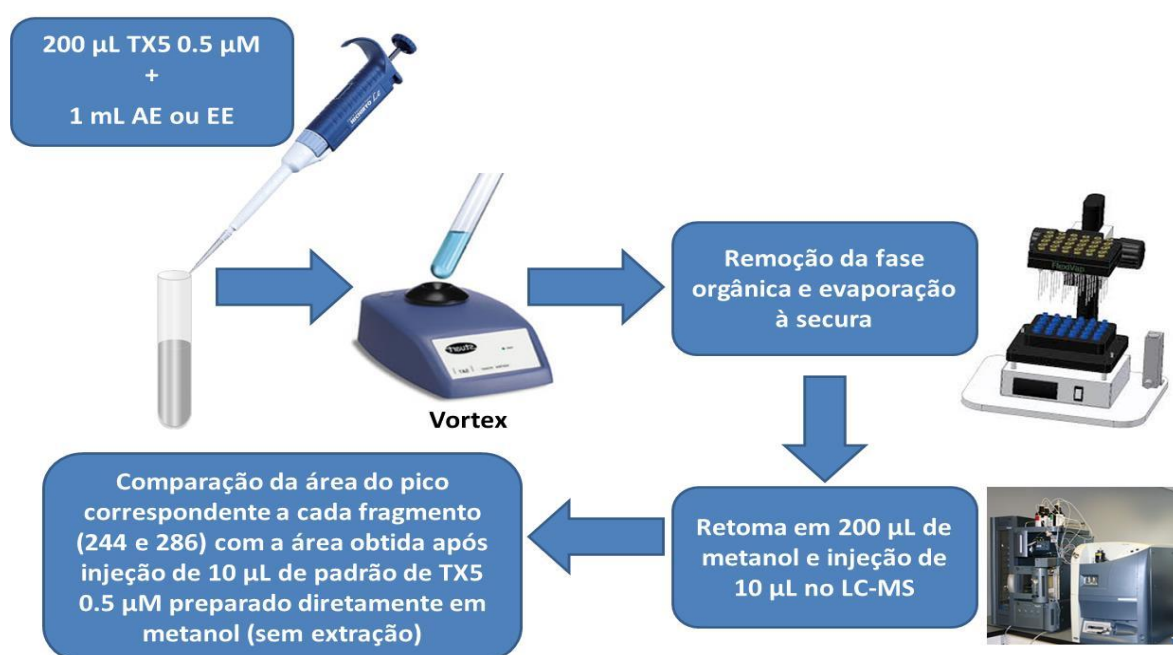 200 µL TX5 0.5 µM
+
1 mL AE ou EE
Vortex
Remoção da fase
orgânica e evaporação
à secura
FlexiVap
Retoma em 200 µL de
metanol e injeção de
10 µL no LC-MS
Comparação da área do pico
correspondente a cada fragmento
(244 e 286) com a área obtida após
injeção de 10 µL de padrão de TX5
0.5 µM preparado diretamente em
metanol (sem extração)